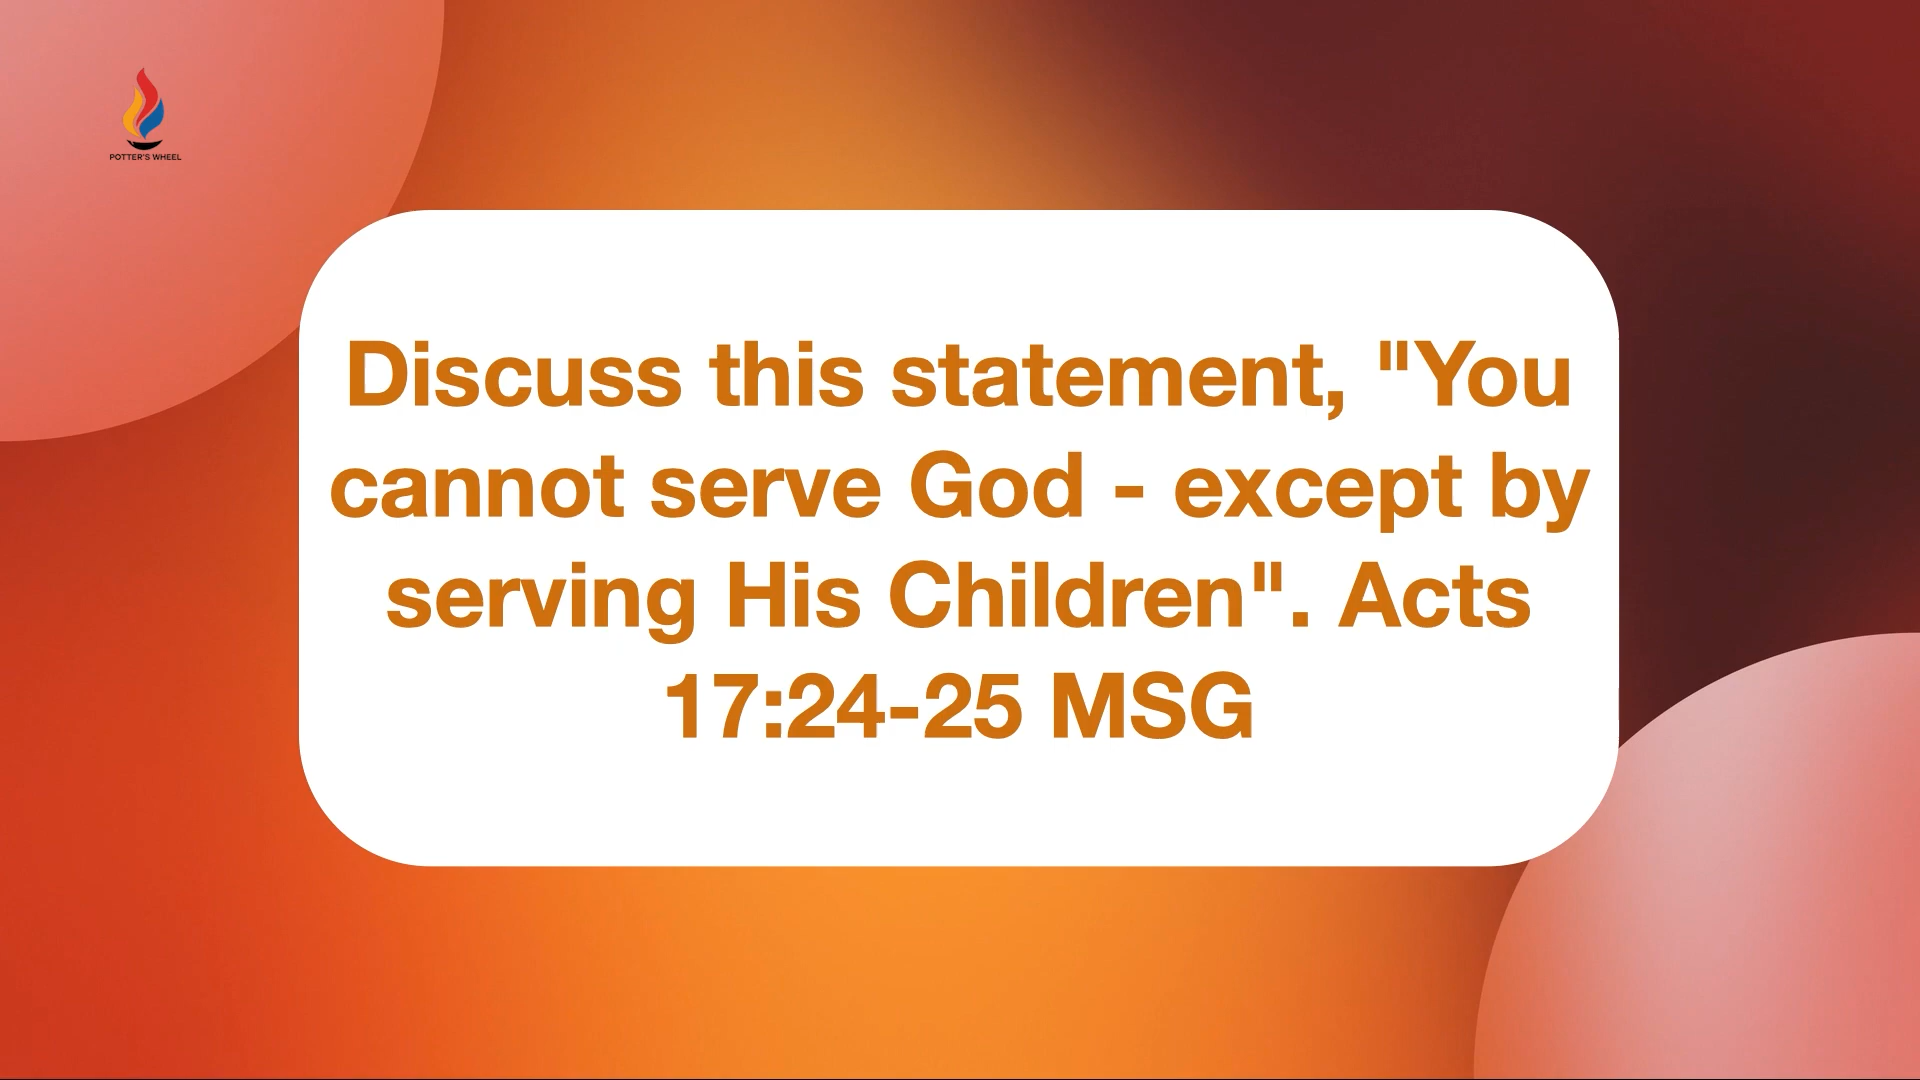 POTTER'S WHEEL
Discuss this statement, "You
cannot serve God - except by
serving His Children". Acts
17:24-25 MSG